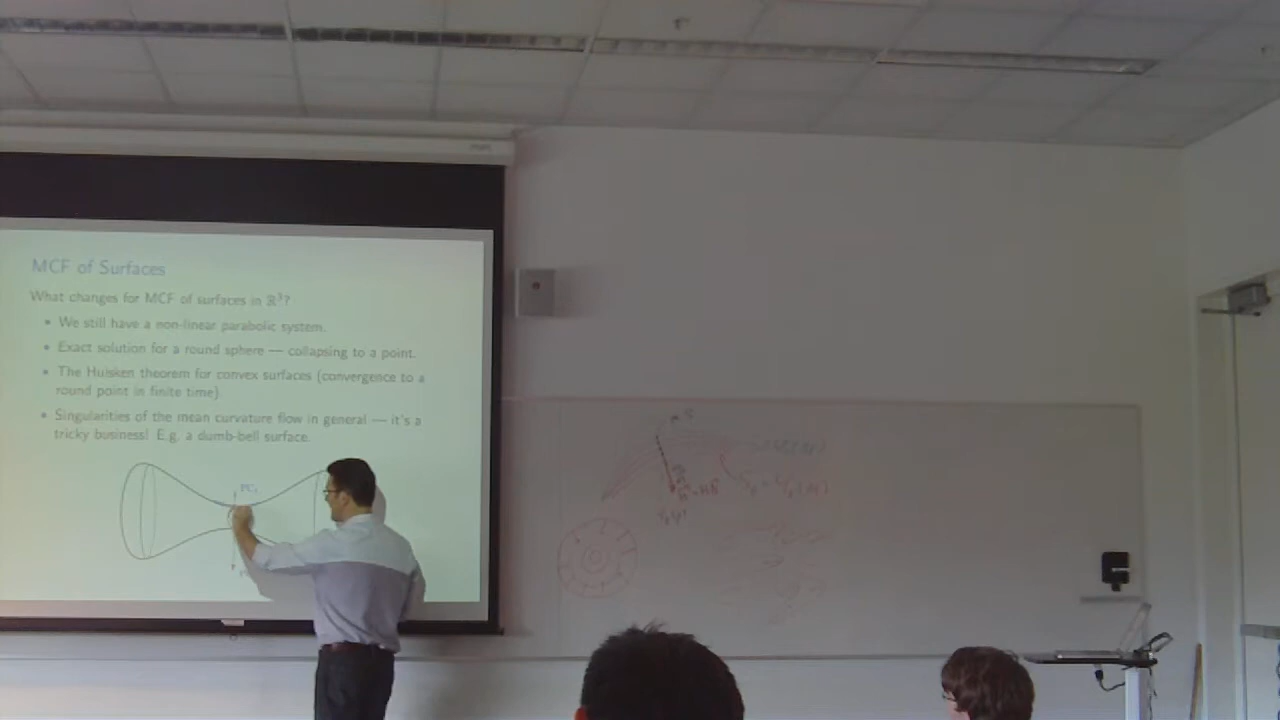 MCF of Surfaces
What changes for MCF of surfaces in ℝ³?
• We still have a non-linear parabolic system.
• Exact solution for a round sphere — collapsing to a point.
• The Huisken theorem for convex surfaces (convergence to a
round point in finite time)
• Singularities of the mean curvature flow in general — it's a
tricky business! E.g. a dumb-bell surface.